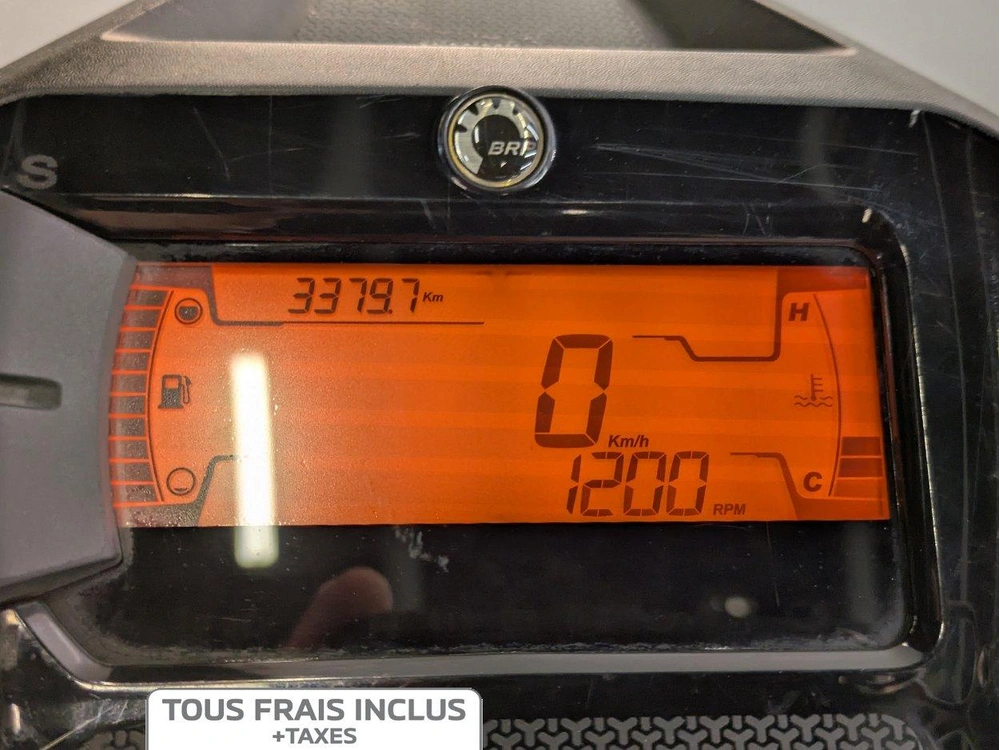 BRP
S
3379.7 Km
H
0 Km/h
C
1200 RPM
TOUS FRAIS INCLUS
+TAXES